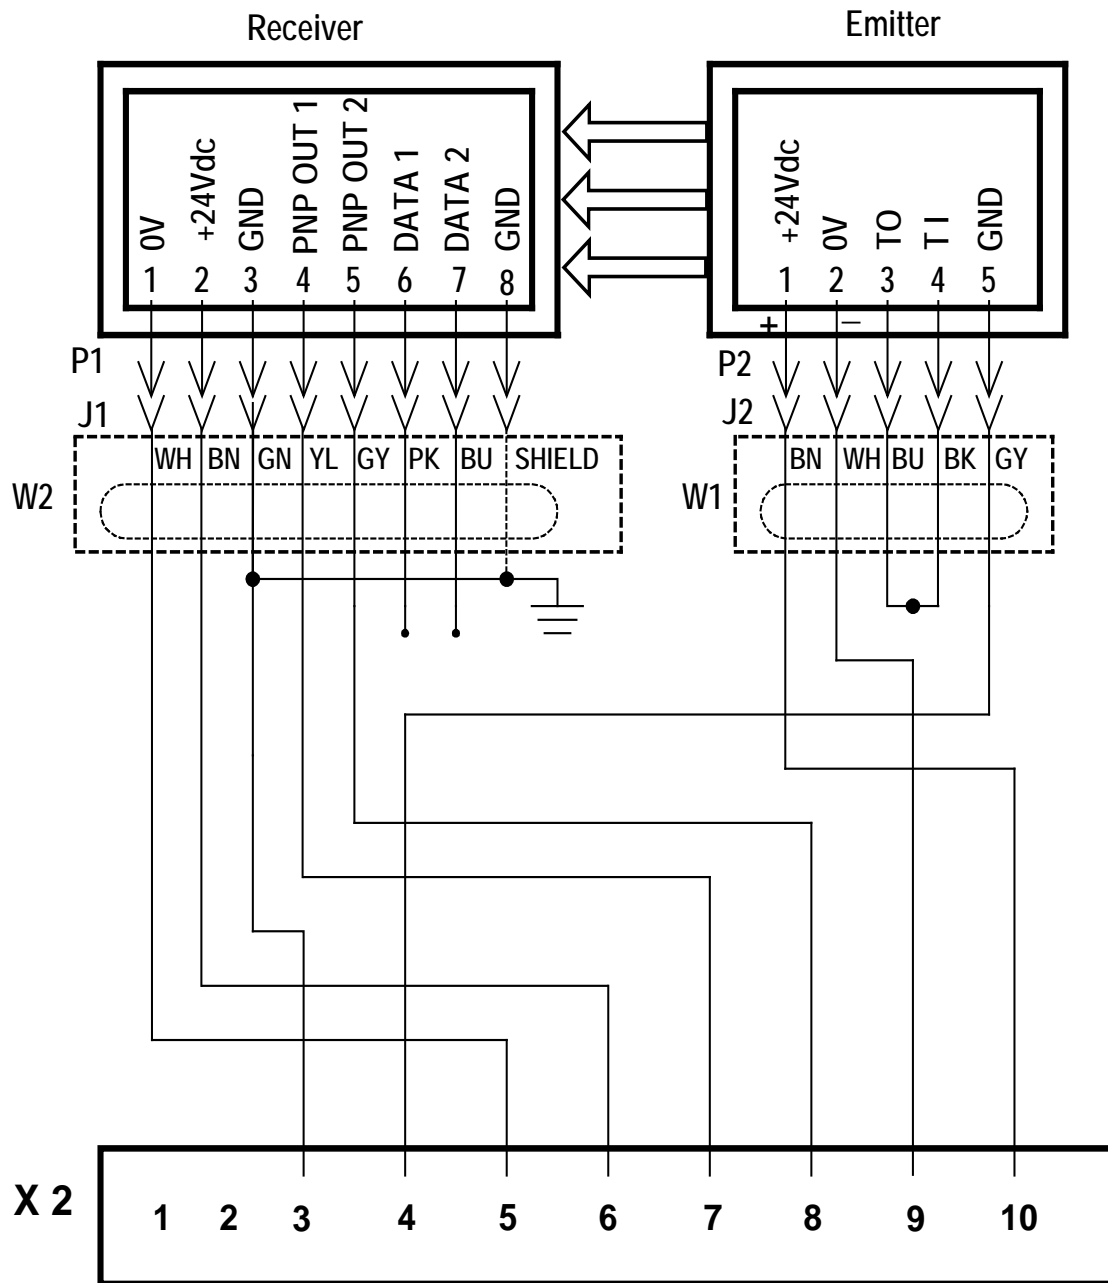 Receiver
Emitter
0V
+24Vdc
GND
PNP OUT 1
PNP OUT 2
DATA 1
DATA 2
GND
1 2 3 4 5 6 7 8
+24Vdc
0V
TO
T I
GND
1 2 3 4 5
+ –
P1
P2
J1
J2
WH BN GN YL GY PK BU SHIELD
BN WH BU BK GY
W2
W1
X 2
1 2 3 4 5 6 7 8 9 10